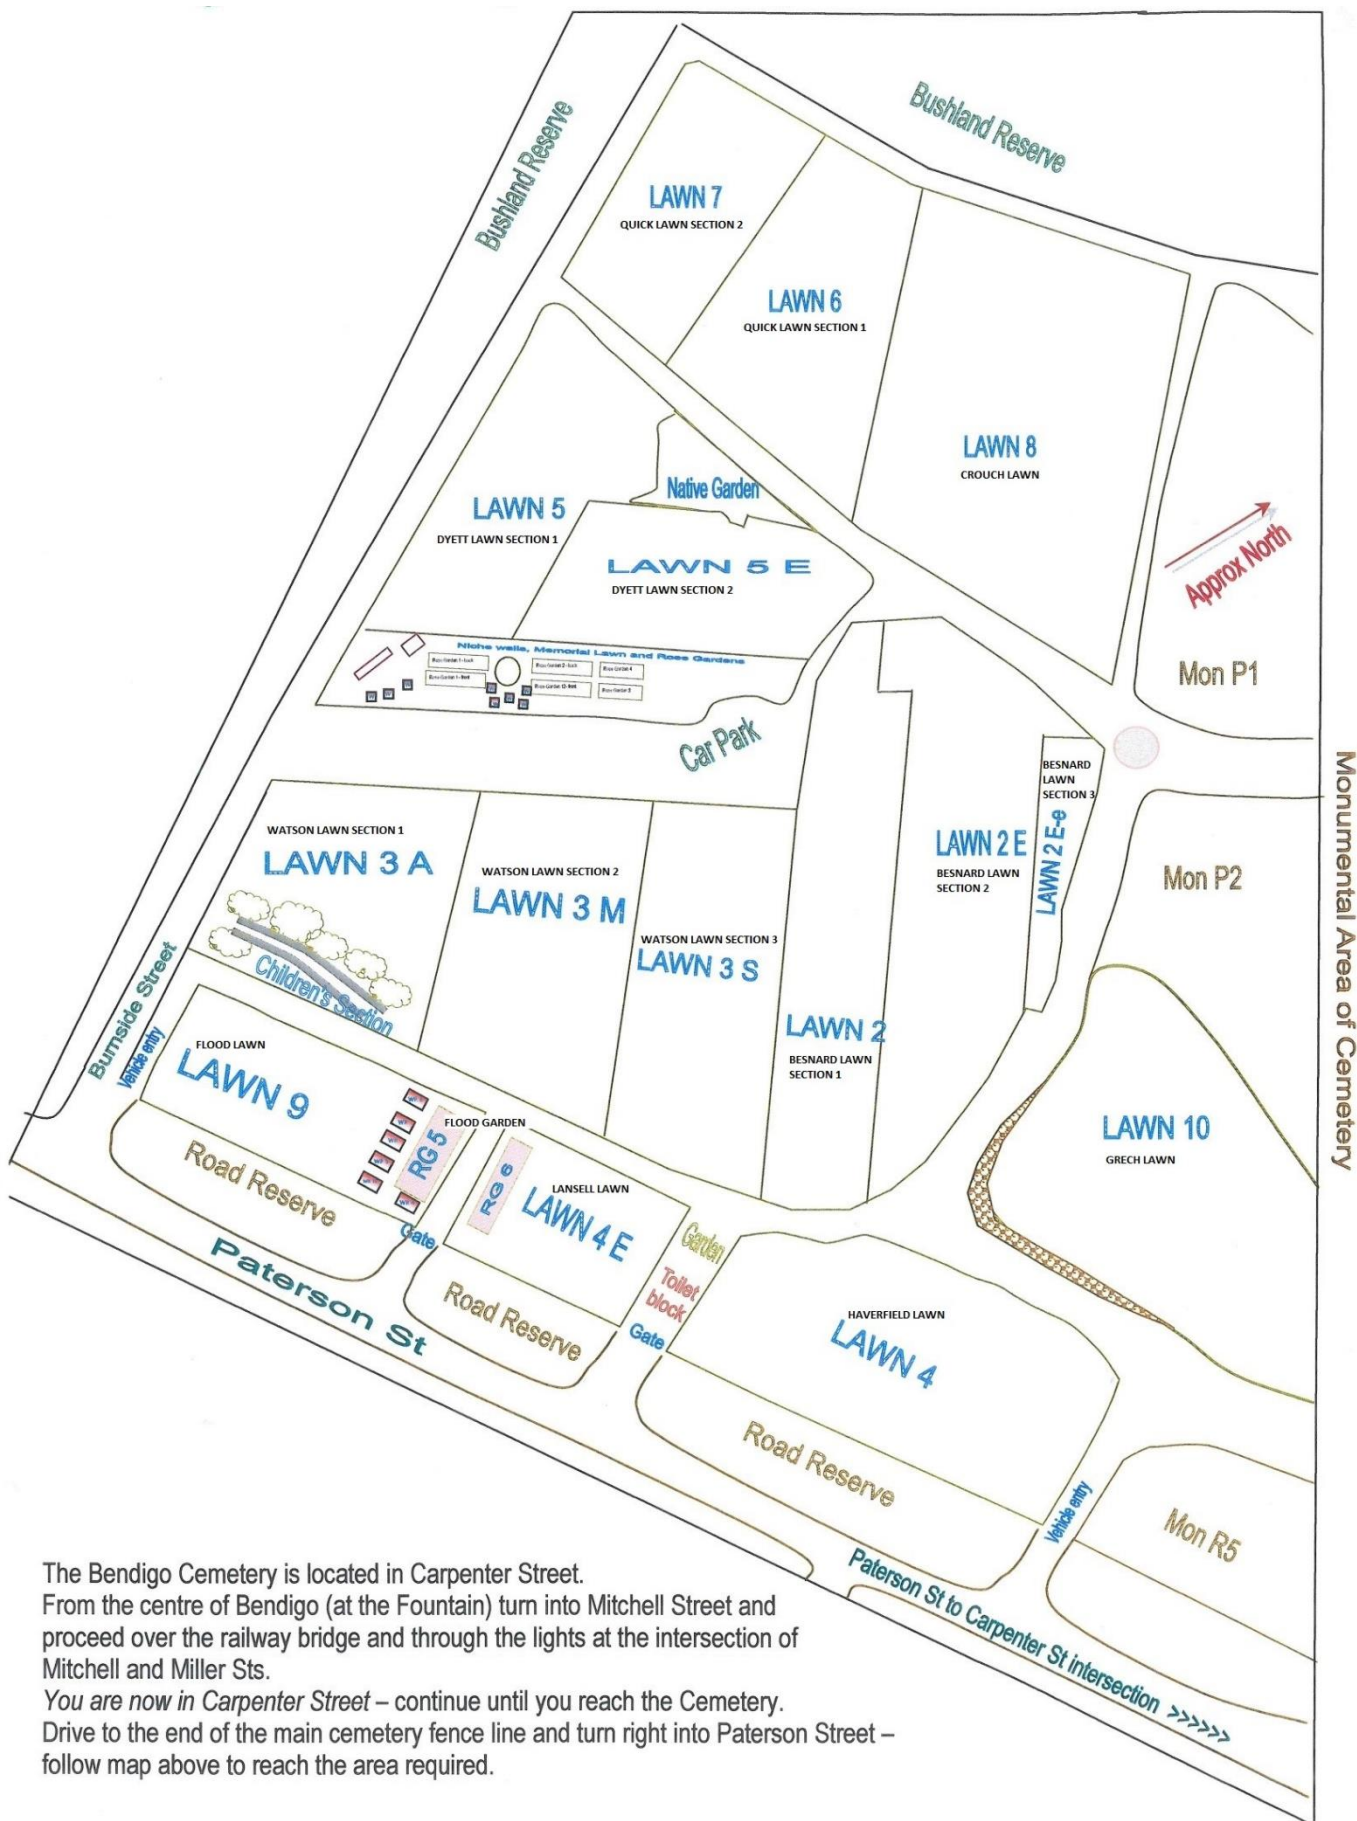 Bushland Reserve
Bushland Reserve
LAWN 7
QUICK LAWN SECTION 2
LAWN 6
QUICK LAWN SECTION 1
LAWN 8
CROUCH LAWN
Native Garden
LAWN 5
DYETT LAWN SECTION 1
LAWN 5 E
DYETT LAWN SECTION 2
Approx North
Niche walls, Memorial Lawn and Rose Gardens
Mon P1
Car Park
BESNARD
LAWN
SECTION 3
LAWN 2 E-e
Monumental Area of Cemetery
WATSON LAWN SECTION 1
LAWN 3 A
WATSON LAWN SECTION 2
LAWN 3 M
WATSON LAWN SECTION 3
LAWN 3 S
LAWN 2 E
BESNARD LAWN
SECTION 2
Mon P2
Children's Section
LAWN 2
BESNARD LAWN
SECTION 1
Burnside Street
Vehicle entry
FLOOD LAWN
LAWN 9
FLOOD GARDEN
RG 5
RG 6
LANSELL LAWN
LAWN 4 E
LAWN 10
GRECH LAWN
Road Reserve
Gate
Garden
Toilet
block
Gate
Paterson St
Road Reserve
HAVERFIELD LAWN
LAWN 4
Road Reserve
Vehicle entry
Mon R5
Paterson St to Carpenter St intersection >>>>>>
The Bendigo Cemetery is located in Carpenter Street.
From the centre of Bendigo (at the Fountain) turn into Mitchell Street and
proceed over the railway bridge and through the lights at the intersection of
Mitchell and Miller Sts.
You are now in Carpenter Street – continue until you reach the Cemetery.
Drive to the end of the main cemetery fence line and turn right into Paterson Street –
follow map above to reach the area required.